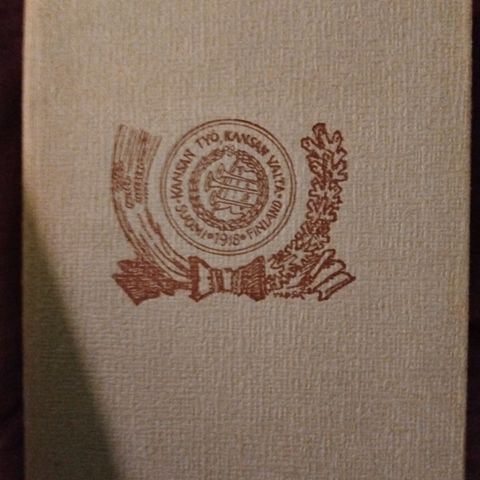 KANSAN TYÖ, KANSAN VALTA
SUOMI • 1918 • FINLAND